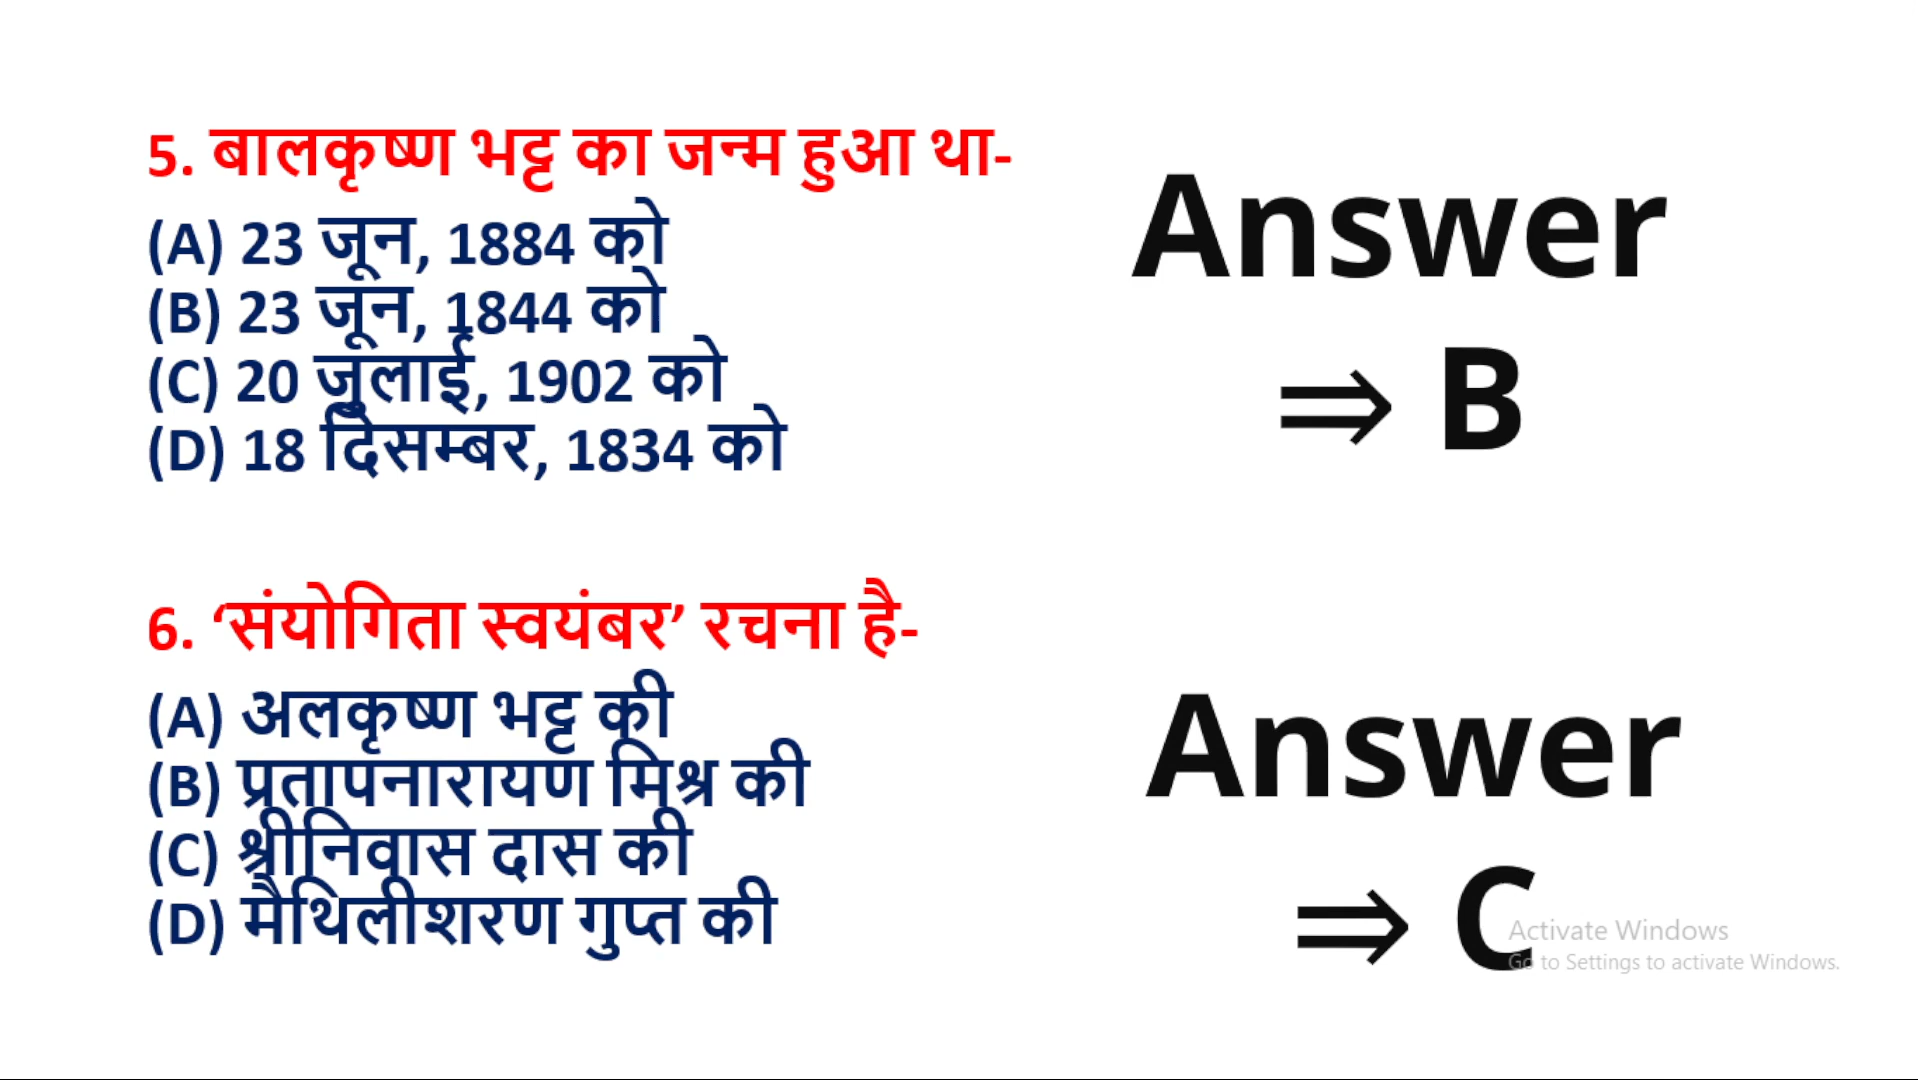 5. बालकृष्ण भट्ट का जन्म हुआ था-
(A) 23 जून, 1884 को
(B) 23 जून, 1844 को
(C) 20 जुलाई, 1902 को
(D) 18 दिसम्बर, 1834 को
Answer
⇒ B
6. ‘संयोगिता स्वयंबर’ रचना है-
(A) अलकृष्ण भट्ट की
(B) प्रतापनारायण मिश्र की
(C) श्रीनिवास दास की
(D) मैथिलीशरण गुप्त की
Answer
⇒ C
Activate Windows
Go to Settings to activate Windows.